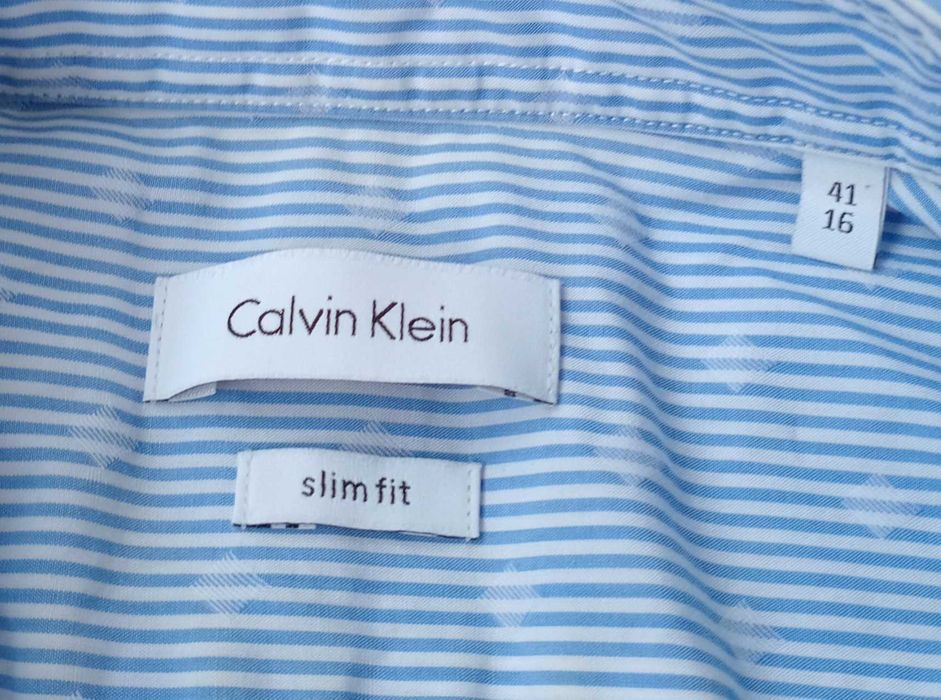 41
16
Calvin Klein
slim fit